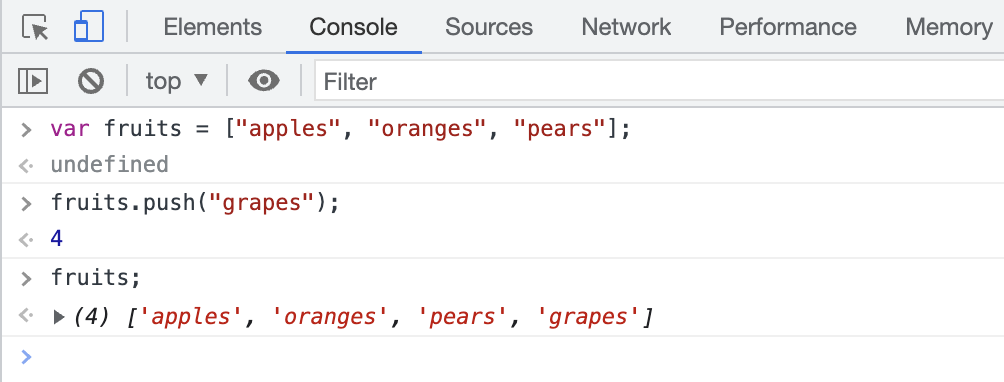 Elements Console Sources Network Performance Memory
top ▼ Filter
> var fruits = ["apples", "oranges", "pears"];
undefined
> fruits.push("grapes");
4
> fruits;
▶ (4) ['apples', 'oranges', 'pears', 'grapes']
>